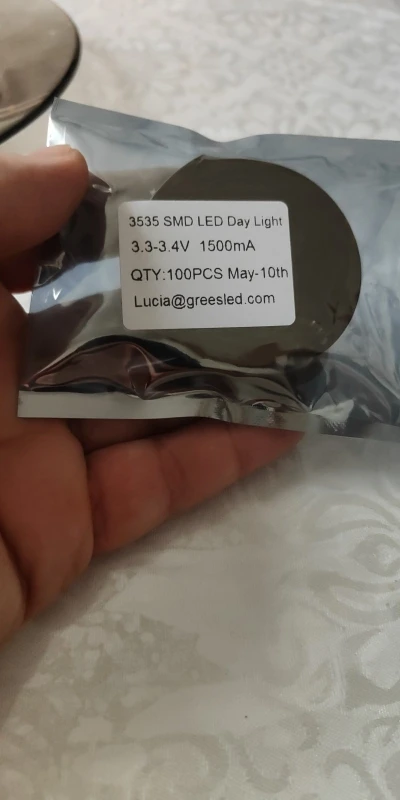 3535 SMD LED Day Light
3.3-3.4V 1500mA
QTY:100PCS May-10th
Lucia@greesled.com